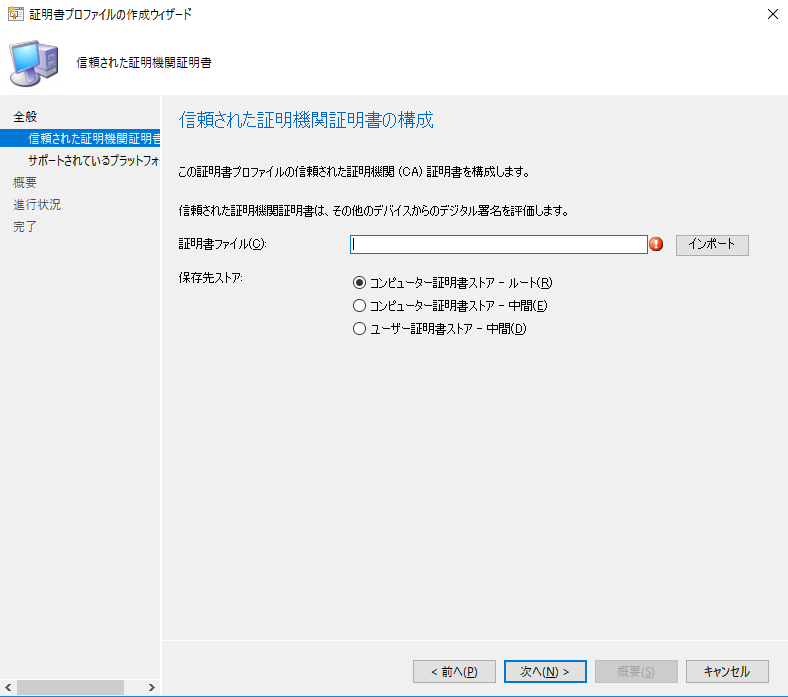 証明書プロファイルの作成ウィザード
信頼された証明機関証明書
全般
信頼された証明機関証明書
サポートされているプラットフォ
概要
進行状況
完了
信頼された証明機関証明書の構成
この証明書プロファイルの信頼された証明機関 (CA) 証明書を構成します。
信頼された証明機関証明書は、その他のデバイスからのデジタル署名を評価します。
証明書ファイル(C):
インポート
保存先ストア:
コンピューター証明書ストア - ルート(R)
コンピューター証明書ストア - 中間(E)
ユーザー証明書ストア - 中間(D)
< 前へ(P)
次へ(N) >
概要(S)
キャンセル